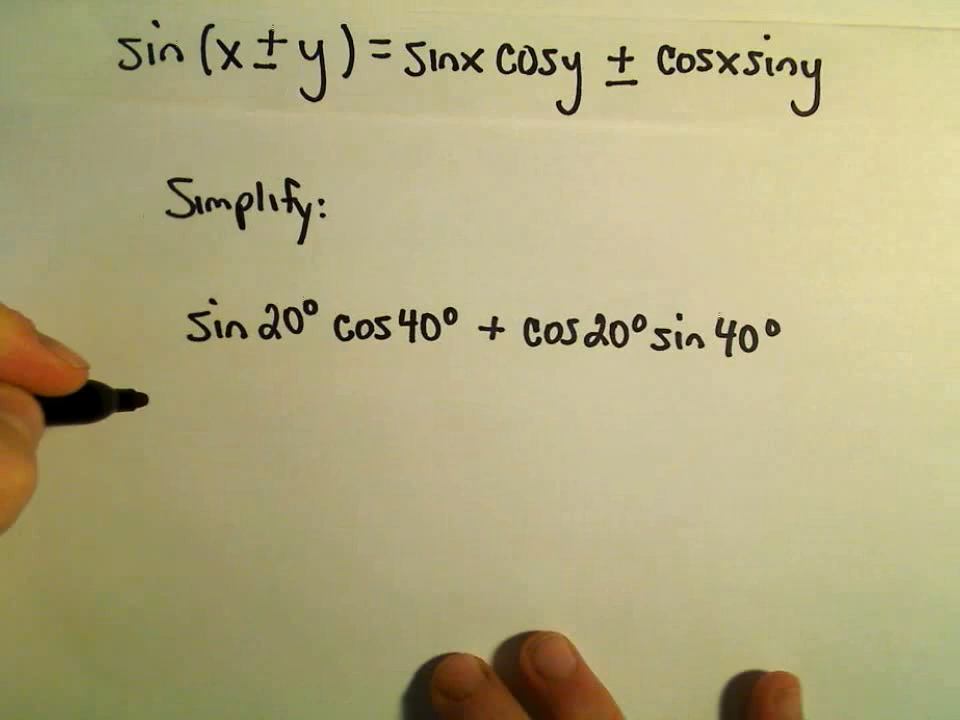 sin (x ± y) = sinx cosy ± cosx siny
Simplify:
sin 20° cos 40° + cos 20° sin 40°